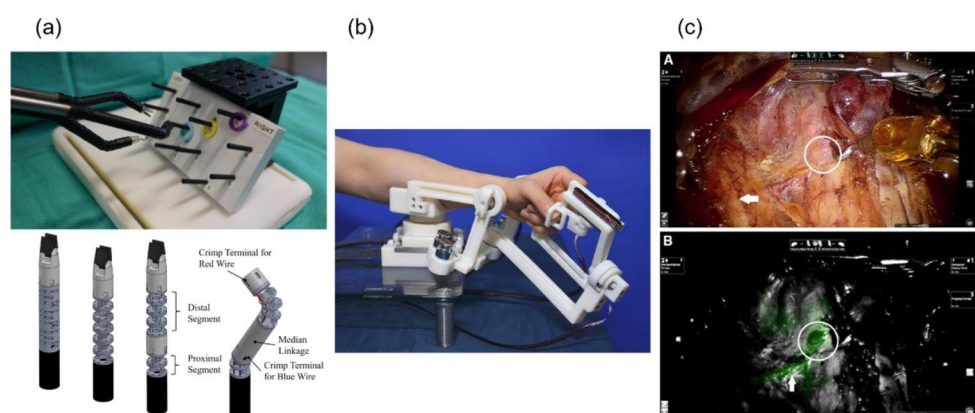 (a)
(b)
(c)
RIGHT
Crimp Terminal for
Red Wire
Distal
Segment
Median
Linkage
Proximal
Segment
Crimp Terminal
for Blue Wire
A
B